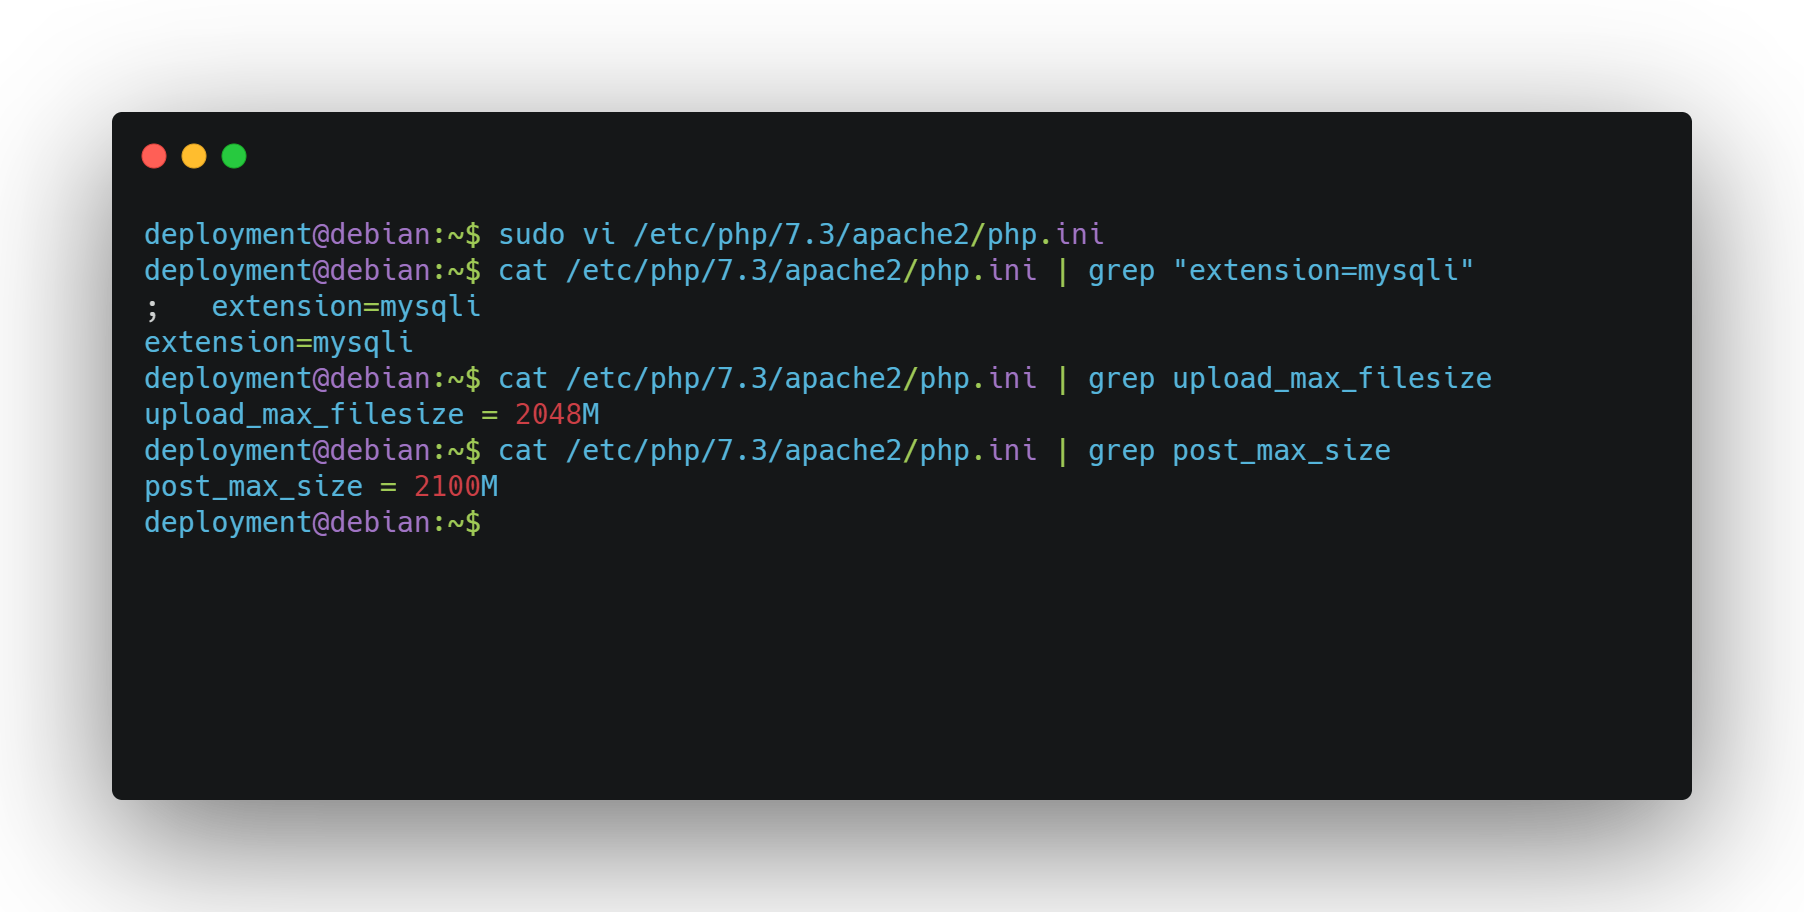 deployment@debian:~$ sudo vi /etc/php/7.3/apache2/php.ini
deployment@debian:~$ cat /etc/php/7.3/apache2/php.ini | grep "extension=mysqli"
;   extension=mysqli
extension=mysqli
deployment@debian:~$ cat /etc/php/7.3/apache2/php.ini | grep upload_max_filesize
upload_max_filesize = 2048M
deployment@debian:~$ cat /etc/php/7.3/apache2/php.ini | grep post_max_size
post_max_size = 2100M
deployment@debian:~$